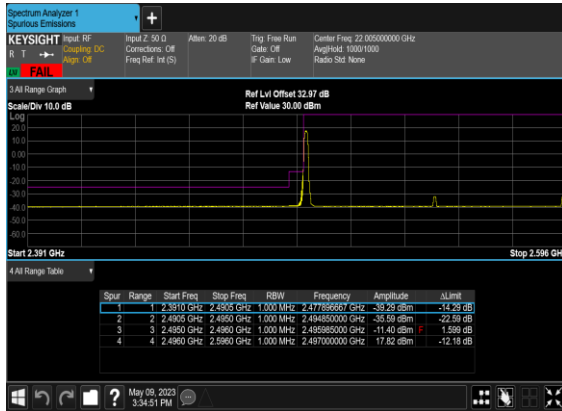 Spectrum Analyzer 1
Spurious Emissions
+
KEYSIGHT
R T
LW
FAIL
Input: RF
Coupling: DC
Align: Off
Input Z: 50 Ω
Corrections: Off
Freq Ref: Int (S)
Atten: 20 dB
Trig: Free Run
Gate: Off
IF Gain: Low
Center Freq: 22.005000000 GHz
Avg|Hold: 1000/1000
Radio Std: None
3 All Range Graph
Scale/Div 10.0 dB
Ref Lvl Offset 32.97 dB
Ref Value 30.00 dBm
Log
20.0
10.0
0.00
-10.0
-20.0
-30.0
-40.0
-50.0
-60.0
Start 2.391 GHz
Stop 2.596 GH
4 All Range Table
Spur Range Start Freq Stop Freq RBW Frequency Amplitude ΔLimit
1 1 2.3910 GHz 2.4905 GHz 1.000 MHz 2.477896667 GHz -39.29 dBm -14.29 dB
2 2 2.4905 GHz 2.4950 GHz 1.000 MHz 2.494850000 GHz -35.59 dBm -22.59 dB
3 3 2.4950 GHz 2.4960 GHz 1.000 MHz 2.495985000 GHz -11.40 dBm F 1.599 dB
4 4 2.4960 GHz 2.5960 GHz 1.000 MHz 2.497000000 GHz 17.82 dBm -12.18 dB
?
May 09, 2023
3:34:51 PM